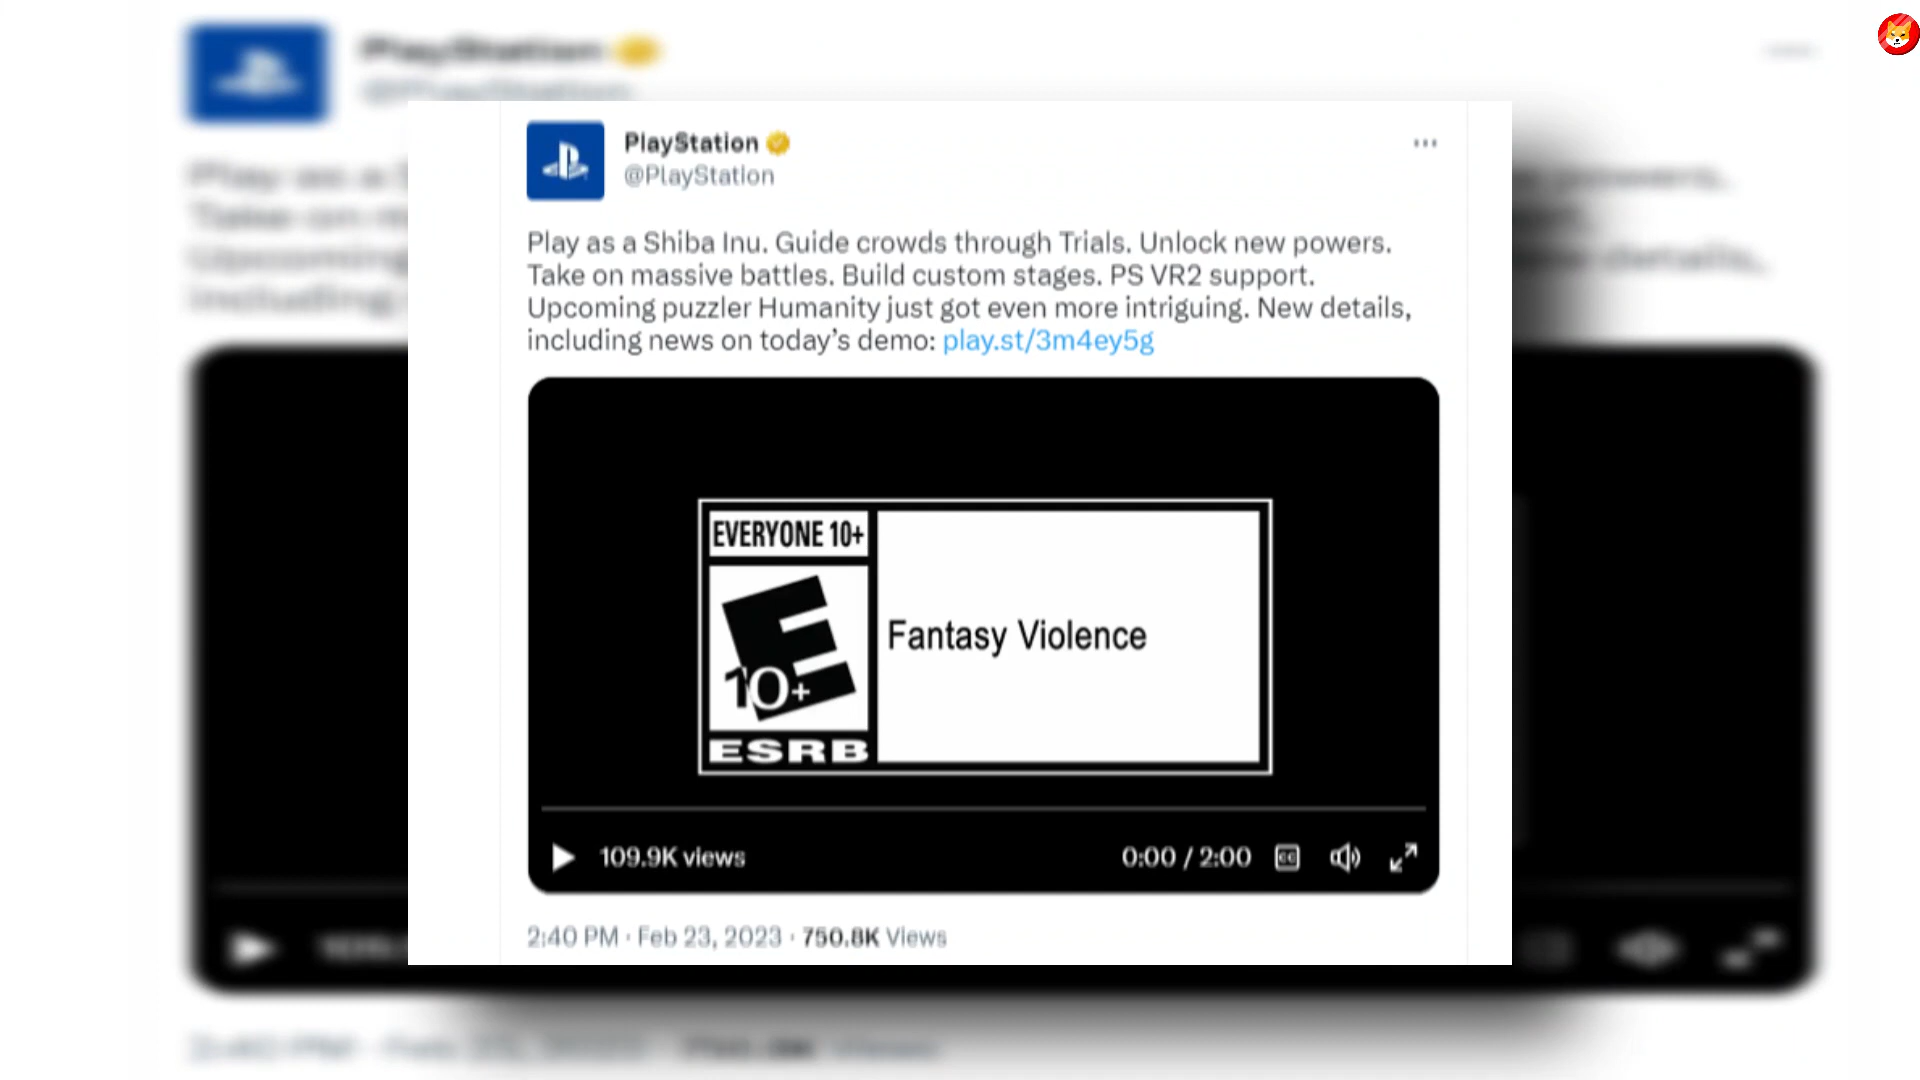 PlayStation
@PlayStation
Play as a Shiba Inu. Guide crowds through Trials. Unlock new powers.
Take on massive battles. Build custom stages. PS VR2 support.
Upcoming puzzler Humanity just got even more intriguing. New details,
including news on today’s demo: play.st/3m4ey5g
EVERYONE 10+
E
10+
ESRB
Fantasy Violence
109.9K views
0:00 / 2:00
CC
2:40 PM · Feb 23, 2023 · 750.8K Views